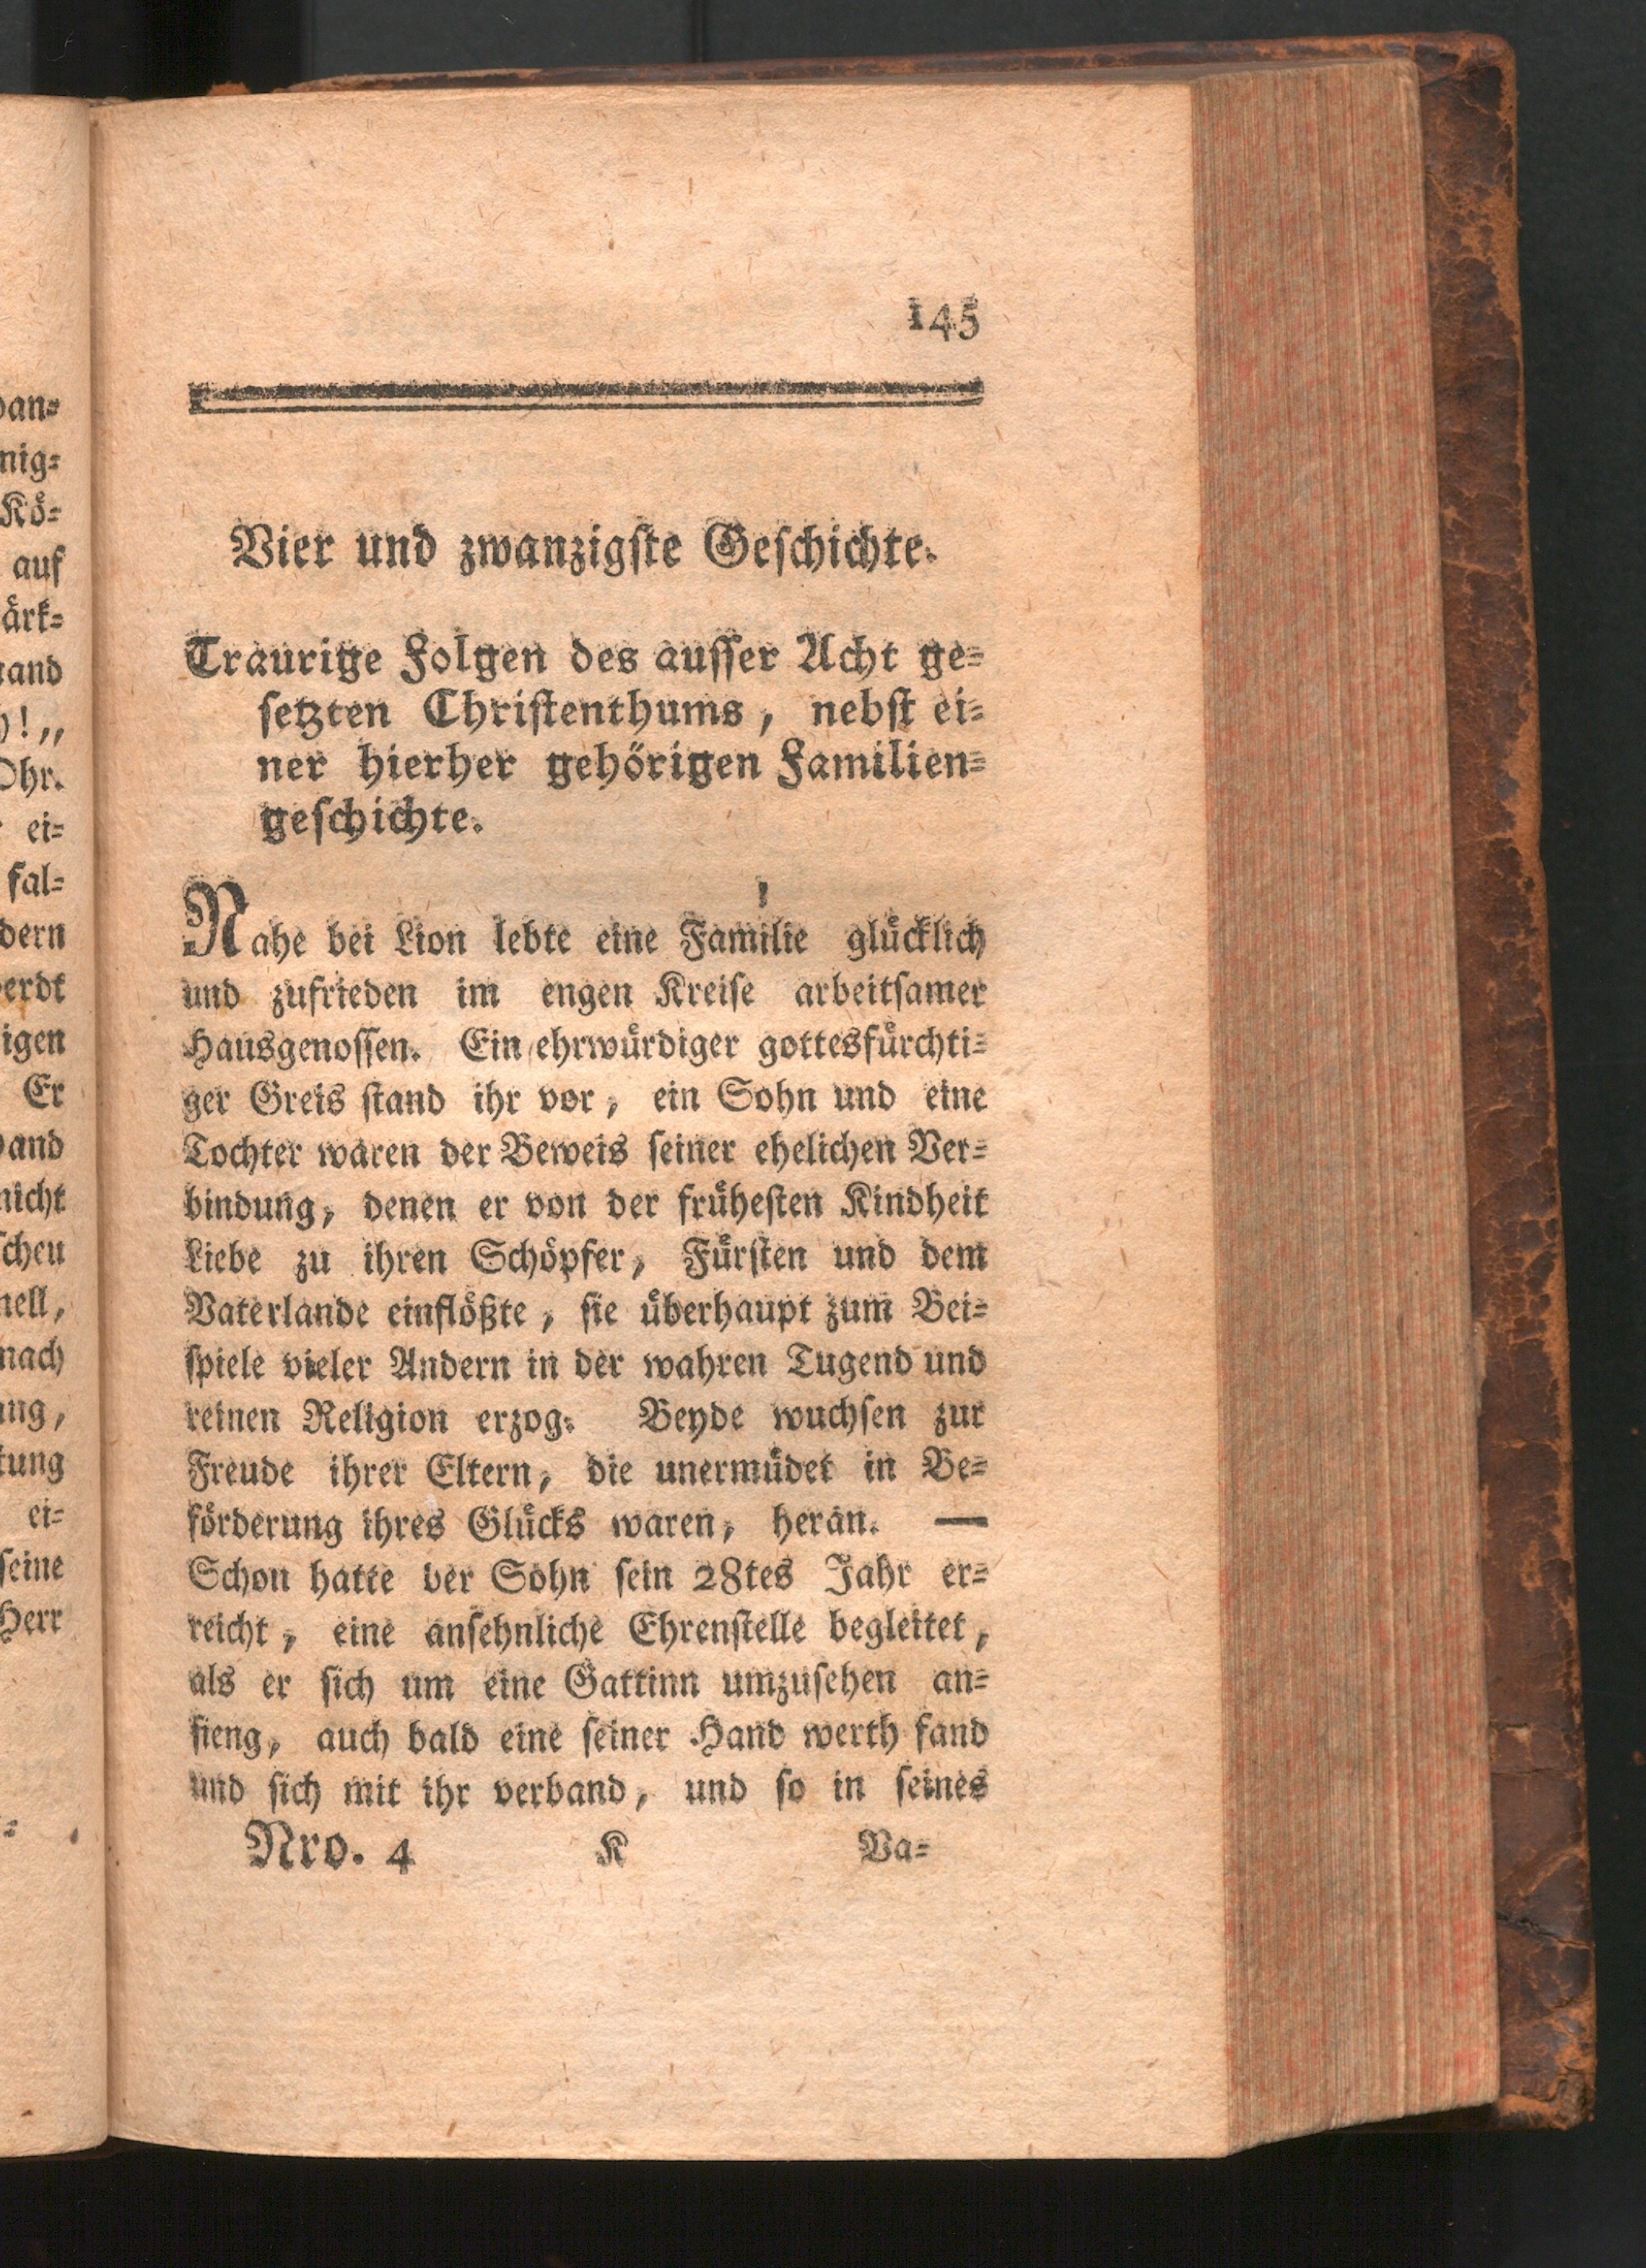 145
Vier und zwanzigste Geschichte.
Traurige Folgen des ausser Acht ge-
setzten Christenthums, nebst ei-
ner hierher gehörigen Familien-
geschichte.
Nahe bei Lion lebte eine Familie glücklich
und zufrieden im engen Kreise arbeitsamer
Hausgenossen. Ein ehrwürdiger gottesfürchti-
ger Greis stand ihr vor, ein Sohn und eine
Tochter waren der Beweis seiner ehelichen Ver-
bindung, denen er von der frühesten Kindheit
Liebe zu ihren Schöpfer, Fürsten und dem
Vaterlande einflößte, sie überhaupt zum Bei-
spiele vieler Andern in der wahren Tugend und
reinen Religion erzog. Beyde wuchsen zur
Freude ihrer Eltern, die unermüdet in Be-
förderung ihres Glücks waren, heran. —
Schon hatte der Sohn sein 28tes Jahr er-
reicht, eine ansehnliche Ehrenstelle begleitet,
als er sich um eine Gattinn umzusehen an-
fieng, auch bald eine seiner Hand werth fand
und sich mit ihr verband, und so in seines
Nro. 4 K Va-